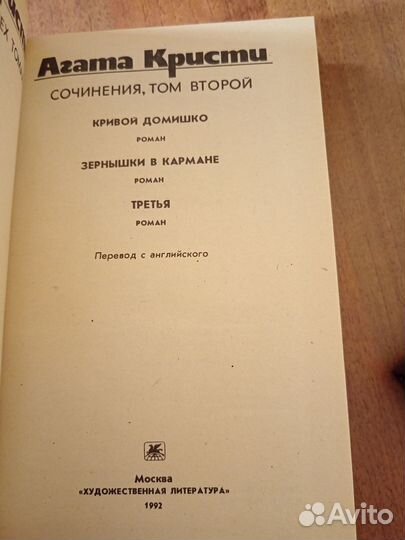 Агата Кристи
СОЧИНЕНИЯ, ТОМ ВТОРОЙ
КРИВОЙ ДОМИШКО
РОМАН
ЗЕРНЫШКИ В КАРМАНЕ
РОМАН
ТРЕТЬЯ
РОМАН
Перевод с английского
Москва
«ХУДОЖЕСТВЕННАЯ ЛИТЕРАТУРА»
1992
Avito